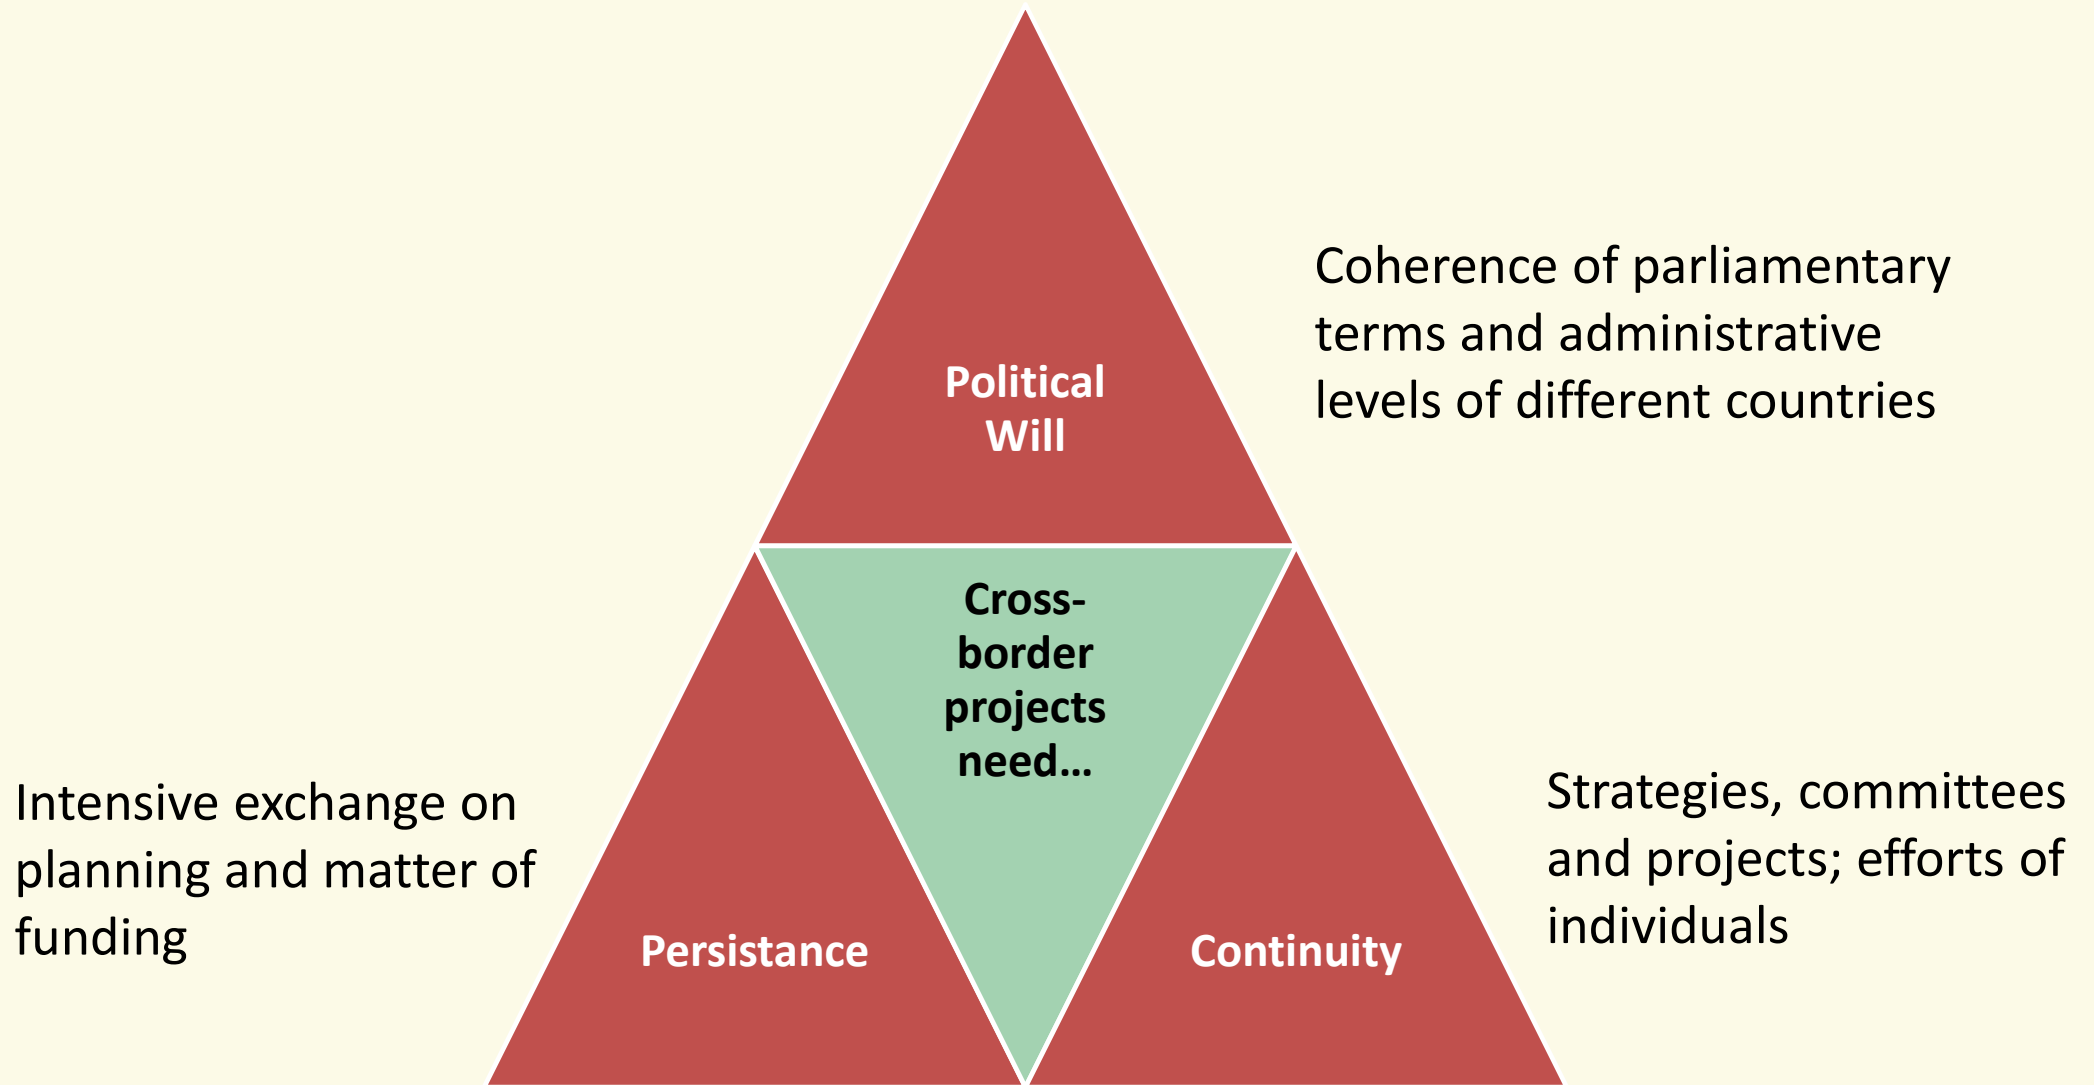 Political
Will
Coherence of parliamentary
terms and administrative
levels of different countries
Cross-
border
projects
need...
Intensive exchange on
planning and matter of
funding
Persistance
Continuity
Strategies, committees
and projects; efforts of
individuals